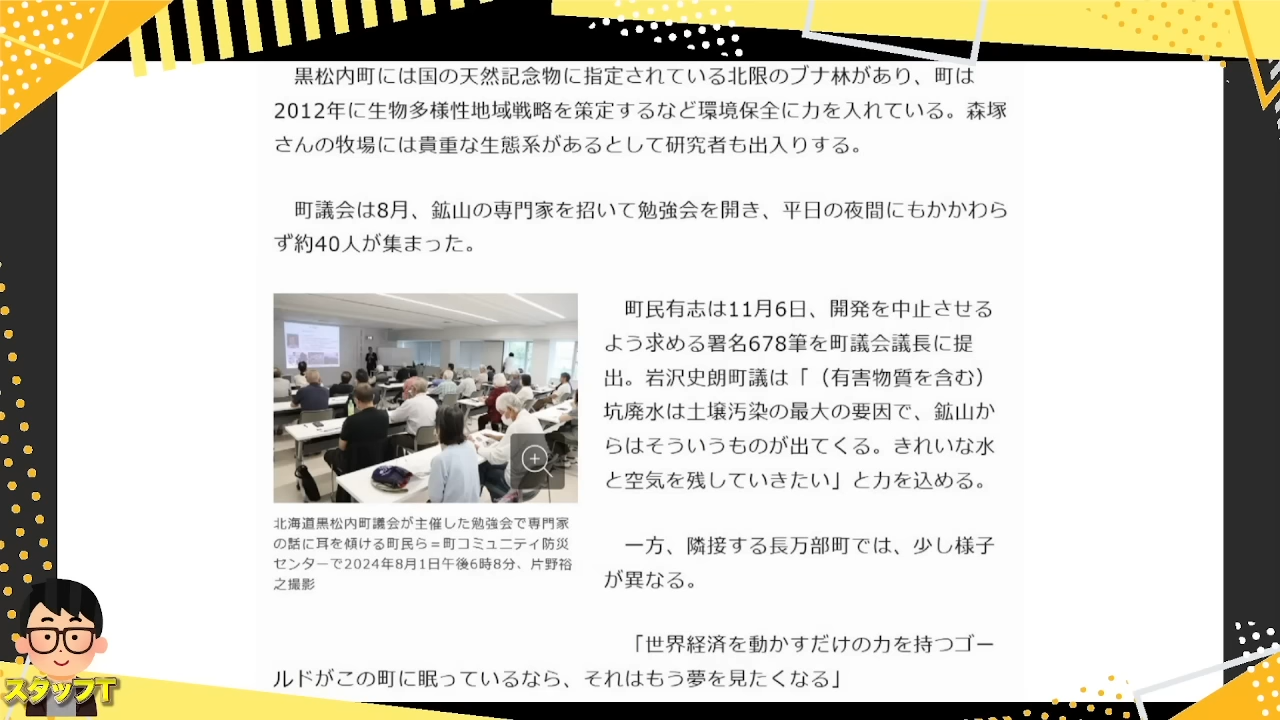 黒松内町には国の天然記念物に指定されている北限のブナ林があり、町は
2012年に生物多様性地域戦略を策定するなど環境保全に力を入れている。森塚
さんの牧場には貴重な生態系があるとして研究者も出入りする。
町議会は8月、鉱山の専門家を招いて勉強会を開き、平日の夜間にもかかわら
ず約40人が集まった。
町民有志は11月6日、開発を中止させる
よう求める署名678筆を町議会議長に提
出。岩沢史朗町議は「（有害物質を含む）
坑廃水は土壌汚染の最大の要因で、鉱山か
らはそういうものが出てくる。きれいな水
と空気を残していきたい」と力を込める。
北海道黒松内町議会が主催した勉強会で専門家
の話に耳を傾ける町民ら＝町コミュニティ防災
センターで2024年8月1日午後6時8分、片野裕
之撮影
一方、隣接する長万部町では、少し様子
が異なる。
「世界経済を動かすだけの力を持つゴー
ルドがこの町に眠っているなら、それはもう夢を見たくなる」
スタッフT